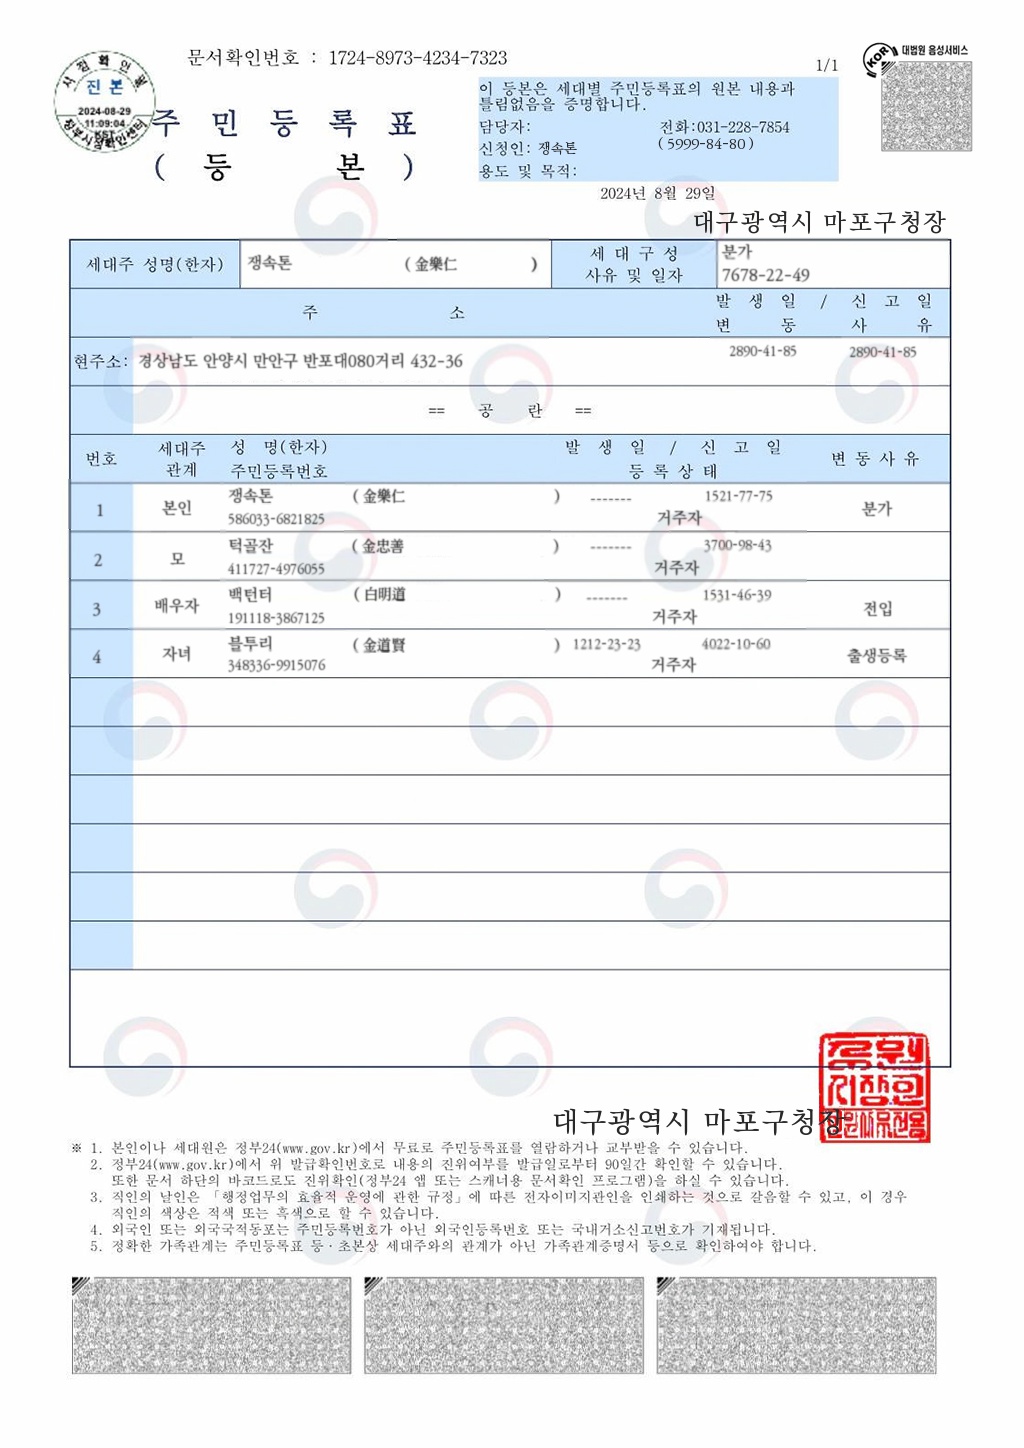 문서확인번호 : 1724-8973-4234-7323
1/1
대법원 음성서비스
KOR
시점확인필
진 본
2024-08-29
11:09:04
KST
정부시점확인센터
주 민 등 록 표
( 등 본 )
이 등본은 세대별 주민등록표의 원본 내용과
틀림없음을 증명합니다.
담당자: 전화:031-228-7854
신청인: 쟁속톤 (5999-84-80)
용도 및 목적:
2024년 8월 29일
대구광역시 마포구청장
세대주 성명(한자) 쟁속톤 (金樂仁 ) 세 대 구 성 분가
사유 및 일자 7678-22-49
주 소 발 생 일 / 신 고 일
변 동 사 유
현주소: 경상남도 안양시 만안구 반포대080거리 432-36 2890-41-85 2890-41-85
== 공 란 ==
번호 세대주 성 명(한자) 발 생 일 / 신 고 일 변 동 사 유
관계 주민등록번호 등 록 상 태
1 본인 쟁속톤 (金樂仁 ) ------- 1521-77-75 분가
586033-6821825 거주자
2 모 턱골잔 (金忠善 ) ------- 3700-98-43
411727-4976055 거주자
3 배우자 백턴터 (白明道 ) ------- 1531-46-39 전입
191118-3867125 거주자
4 자녀 블투리 (金道賢 ) 1212-23-23 4022-10-60 출생등록
348336-9915076 거주자
대구광역시 마포구청장
※ 1. 본인이나 세대원은 정부24(www.gov.kr)에서 무료로 주민등록표를 열람하거나 교부받을 수 있습니다.
2. 정부24(www.gov.kr)에서 위 발급확인번호로 내용의 진위여부를 발급일로부터 90일간 확인할 수 있습니다.
또한 문서 하단의 바코드로도 진위확인(정부24 앱 또는 스캐너용 문서확인 프로그램)을 하실 수 있습니다.
3. 직인의 날인은 「행정업무의 효율적 운영에 관한 규정」에 따른 전자이미지관인을 인쇄하는 것으로 갈음할 수 있고, 이 경우
직인의 색상은 적색 또는 흑색으로 할 수 있습니다.
4. 외국인 또는 외국국적동포는 주민등록번호가 아닌 외국인등록번호 또는 국내거소신고번호가 기재됩니다.
5. 정확한 가족관계는 주민등록표 등·초본상 세대주와의 관계가 아닌 가족관계증명서 등으로 확인하여야 합니다.